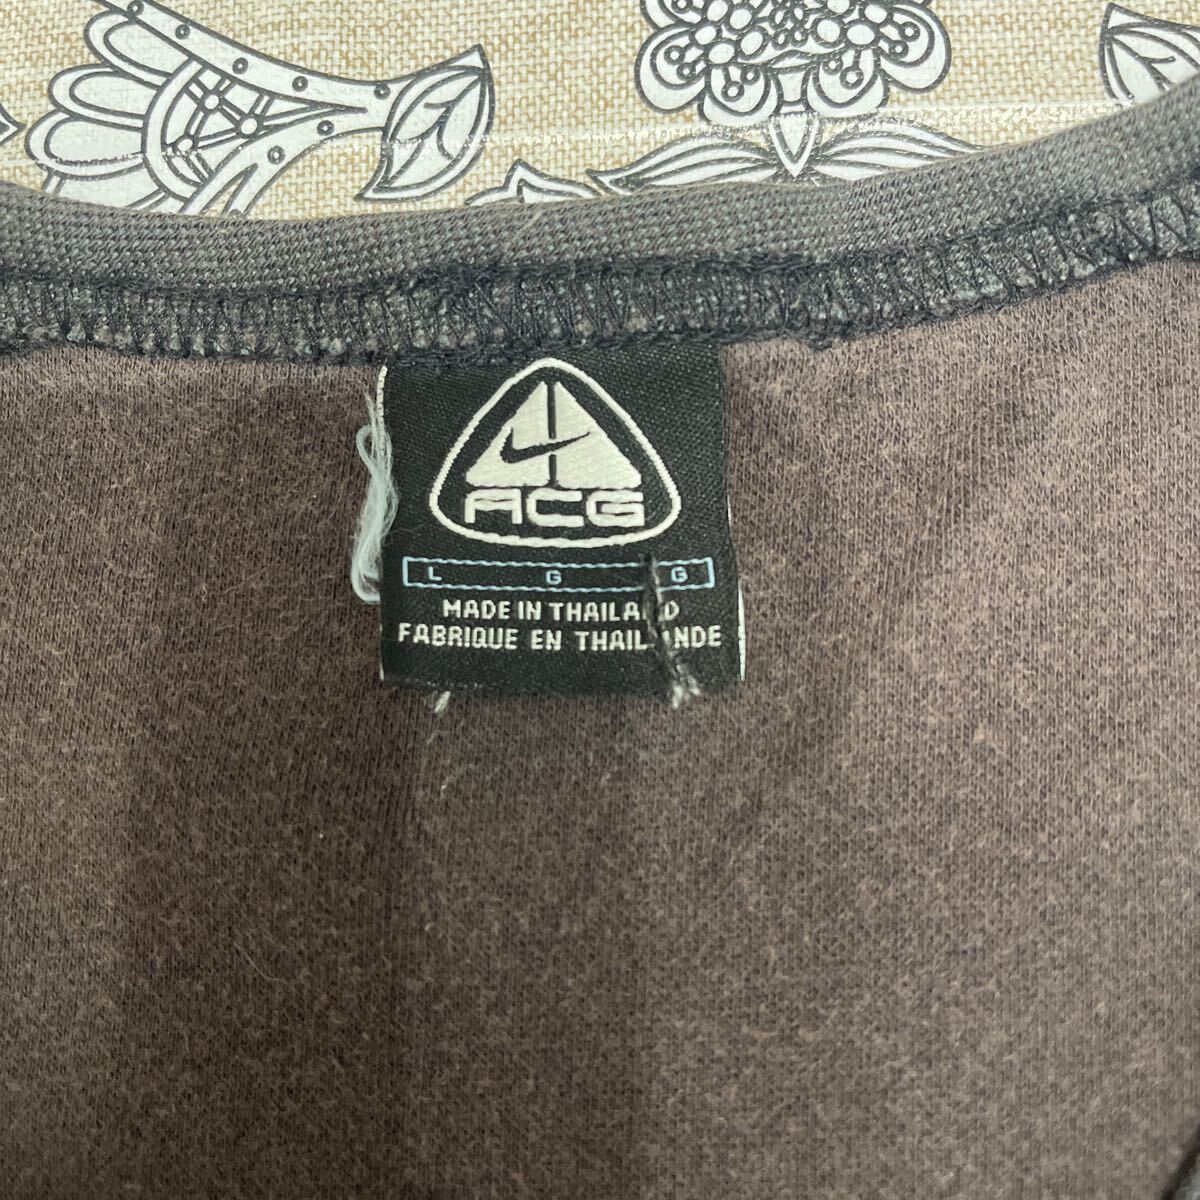 ACG
L G G
MADE IN THAILAND
FABRIQUE EN THAILANDE